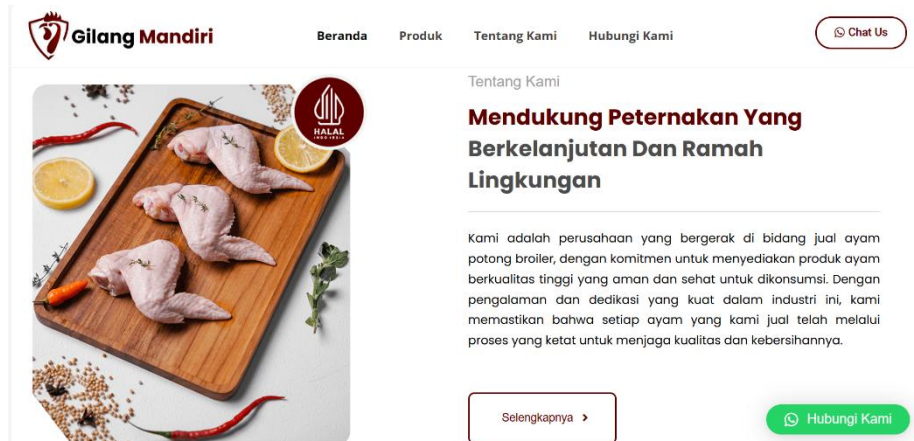 Gilang Mandiri
Beranda
Produk
Tentang Kami
Hubungi Kami
Chat Us
HALAL
INDONESIA
Tentang Kami
Mendukung Peternakan Yang
Berkelanjutan Dan Ramah
Lingkungan
Kami adalah perusahaan yang bergerak di bidang jual ayam
potong broiler, dengan komitmen untuk menyediakan produk ayam
berkualitas tinggi yang aman dan sehat untuk dikonsumsi. Dengan
pengalaman dan dedikasi yang kuat dalam industri ini, kami
memastikan bahwa setiap ayam yang kami jual telah melalui
proses yang ketat untuk menjaga kualitas dan kebersihannya.
Selengkapnya
Hubungi Kami